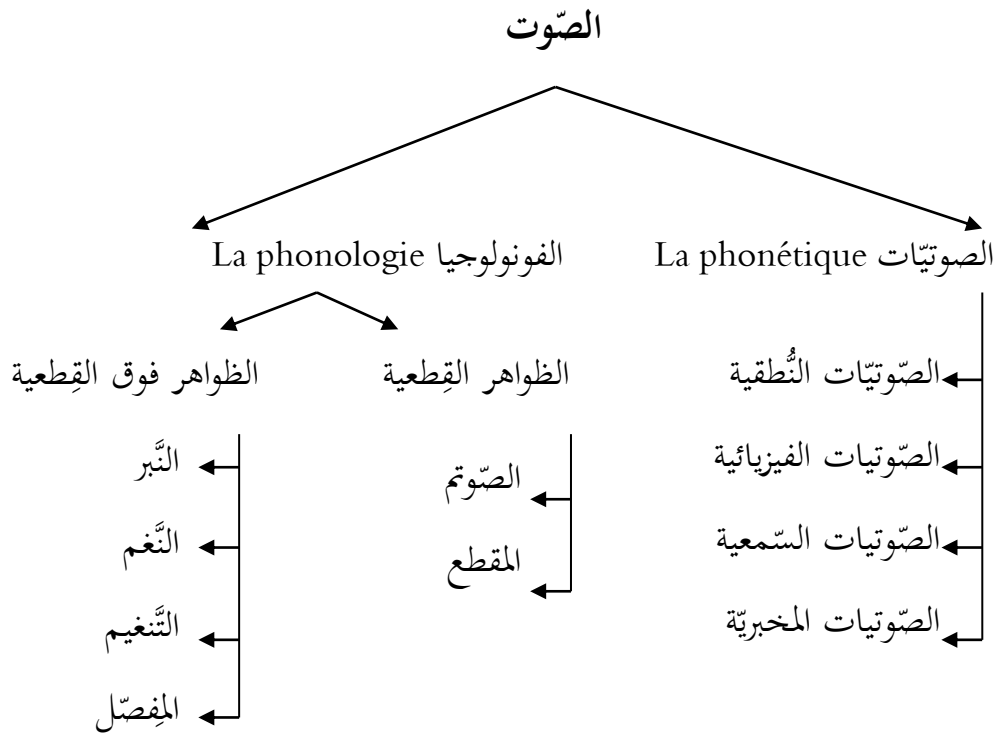 الصّوت
الصوتيّات La phonétique
الفونولوجيا La phonologie
الصّوتيّات النُّطقية
الظواهر القِطعية
الظواهر فوق القِطعية
الصّوتيات الفيزيائية
الصّوتم
النَّبر
الصّوتيات السّمعية
المقطع
النَّغم
الصّوتيات المخبريّة
التَّنغيم
المِفصّل